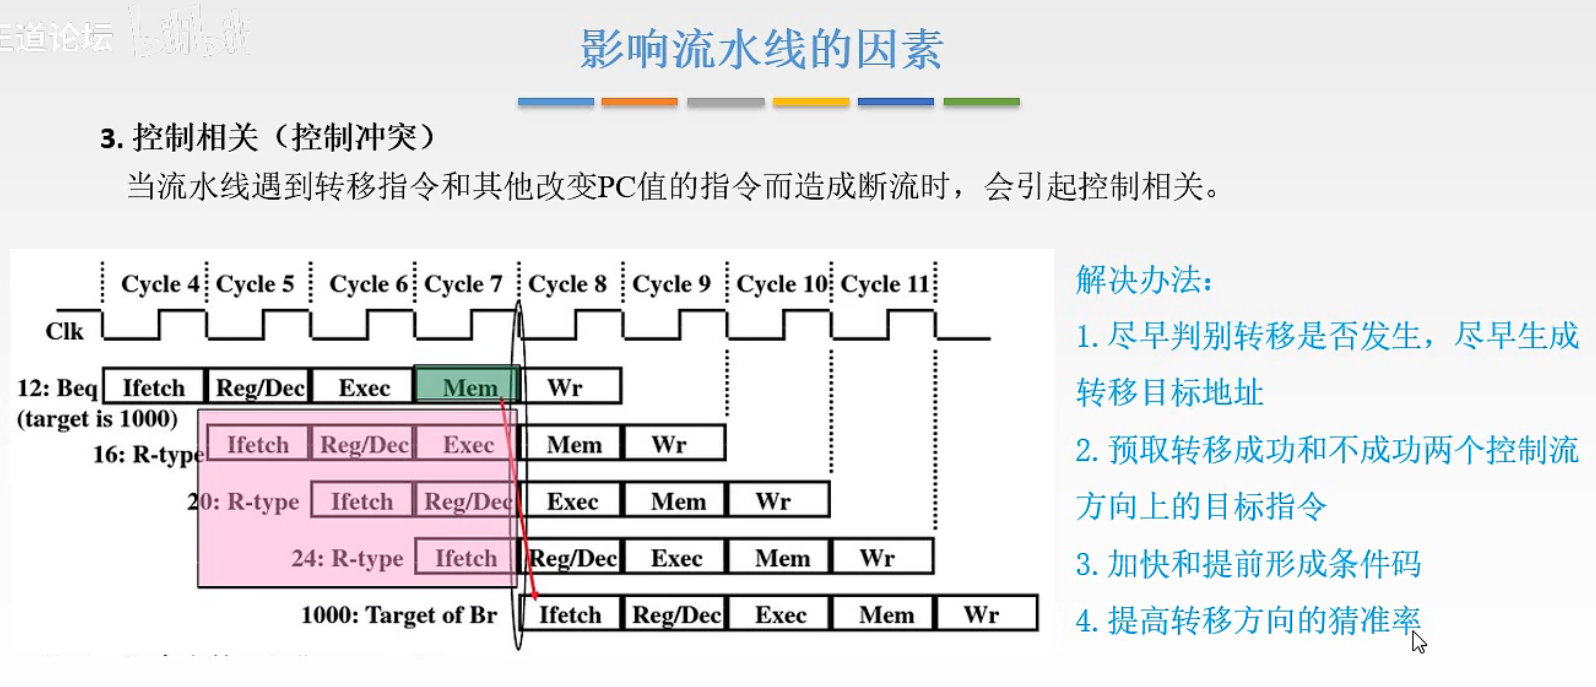 王道论坛 bilibili
影响流水线的因素
3. 控制相关（控制冲突）
当流水线遇到转移指令和其他改变PC值的指令而造成断流时，会引起控制相关。
Cycle 4 Cycle 5 Cycle 6 Cycle 7 Cycle 8 Cycle 9 Cycle 10 Cycle 11
Clk
12: Beq Ifetch Reg/Dec Exec Mem Wr
(target is 1000)
16: R-type Ifetch Reg/Dec Exec Mem Wr
20: R-type Ifetch Reg/Dec Exec Mem Wr
24: R-type Ifetch Reg/Dec Exec Mem Wr
1000: Target of Br Ifetch Reg/Dec Exec Mem Wr
解决办法：
1. 尽早判别转移是否发生，尽早生成
转移目标地址
2. 预取转移成功和不成功两个控制流
方向上的目标指令
3. 加快和提前形成条件码
4. 提高转移方向的猜准率